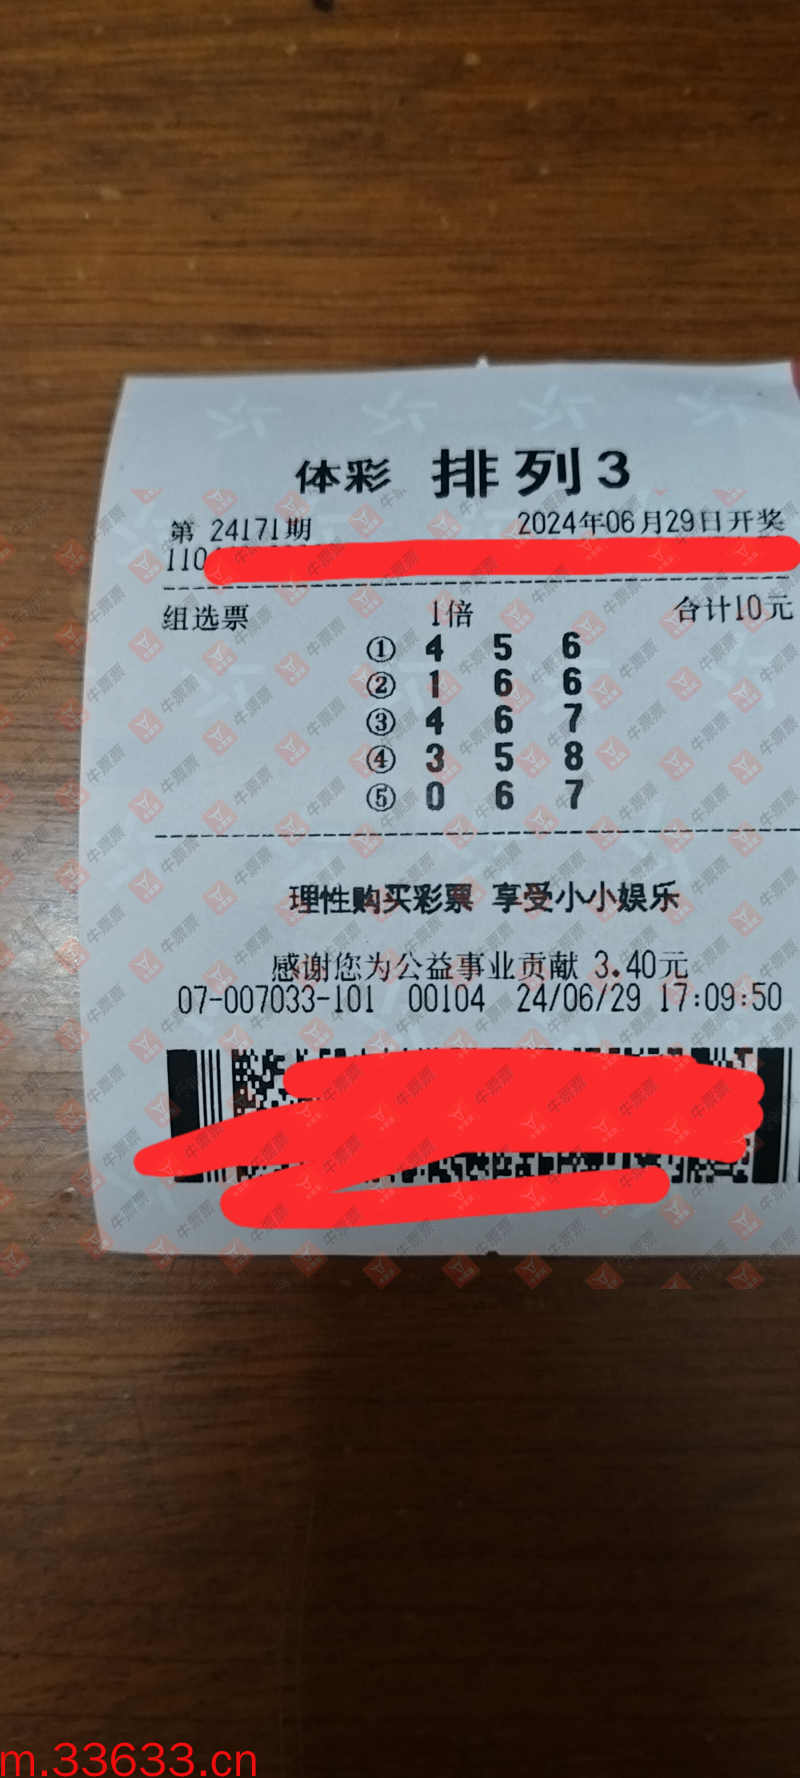 体彩 排列3
第 24171期 2024年06月29日开奖
110
组选票 1倍 合计10元
① 4 5 6
② 1 6 6
③ 4 6 7
④ 3 5 8
⑤ 0 6 7
理性购买彩票 享受小小娱乐
感谢您为公益事业贡献 3.40元
07-007033-101 00104 24/06/29 17:09:50
牛票票
m.33633.cn